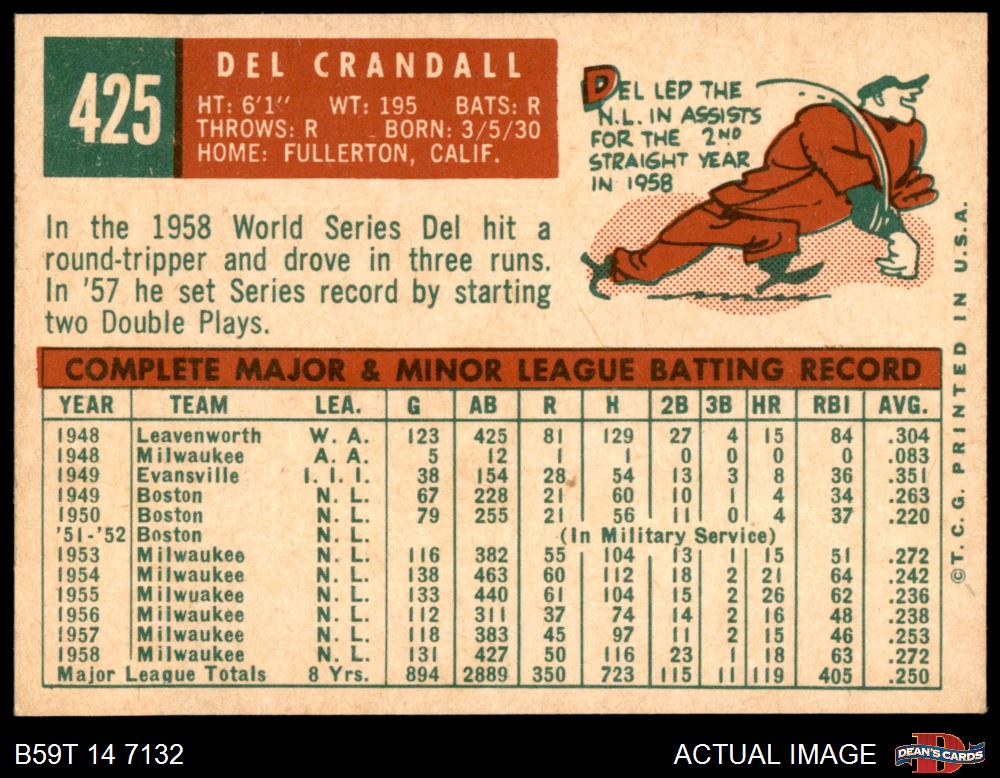 425
DEL CRANDALL
HT: 6'1" WT: 195 BATS: R
THROWS: R BORN: 3/5/30
HOME: FULLERTON, CALIF.
DEL LED THE
N.L. IN ASSISTS
FOR THE 2ND
STRAIGHT YEAR
IN 1958
In the 1958 World Series Del hit a
round-tripper and drove in three runs.
In '57 he set Series record by starting
two Double Plays.
COMPLETE MAJOR & MINOR LEAGUE BATTING RECORD
YEAR TEAM LEA. G AB R H 2B 3B HR RBI AVG.
1948 Leavenworth W. A. 123 425 81 129 27 4 15 84 .304
1948 Milwaukee A. A. 5 12 1 1 0 0 0 0 .083
1949 Evansville I. I. I. 38 154 28 54 13 3 8 36 .351
1949 Boston N. L. 67 228 21 60 10 1 4 34 .263
1950 Boston N. L. 79 255 21 56 11 0 4 37 .220
'51-'52 Boston N. L. (In Military Service)
1953 Milwaukee N. L. 116 382 55 104 13 1 15 51 .272
1954 Milwaukee N. L. 138 463 60 112 18 2 21 64 .242
1955 Milwuakee N. L. 133 440 61 104 15 2 26 62 .236
1956 Milwaukee N. L. 112 311 37 74 14 2 16 48 .238
1957 Milwaukee N. L. 118 383 45 97 11 2 15 46 .253
1958 Milwaukee N. L. 131 427 50 116 23 1 18 63 .272
Major League Totals 8 Yrs. 894 2889 350 723 115 11 119 405 .250
©T. C. G. PRINTED IN U.S.A.
B59T 14 7132
ACTUAL IMAGE
D
DEAN'S CARDS